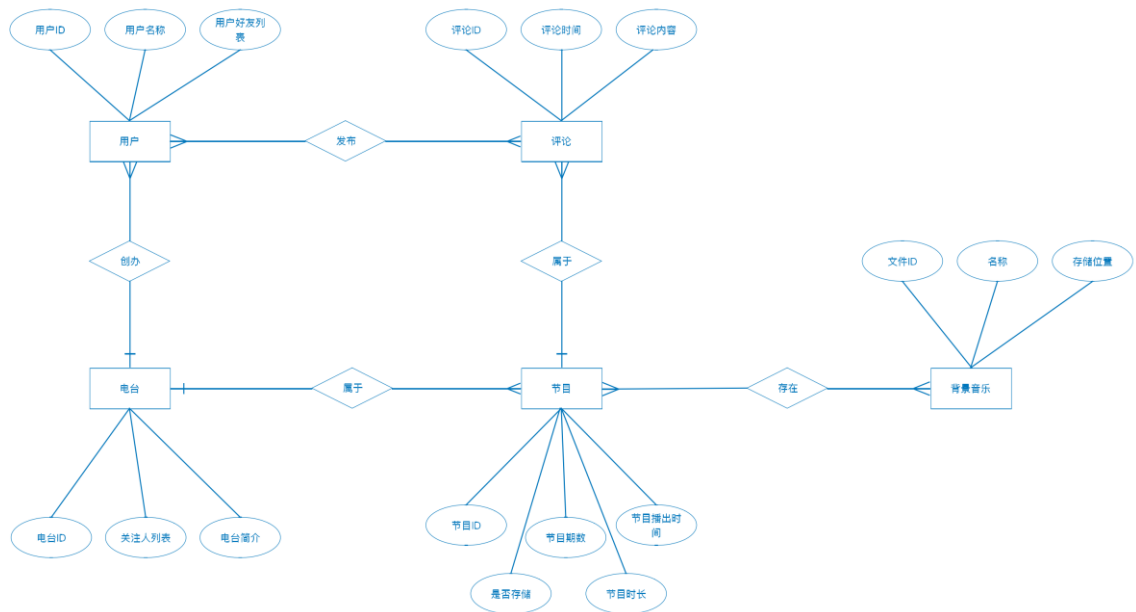 用户ID
用户名称
用户好友列
表
评论ID
评论时间
评论内容
用户
发布
评论
创办
属于
文件ID
名称
存储位置
电台
属于
节目
存在
背景音乐
电台ID
关注人列表
电台简介
节目ID
节目期数
节目播出时
间
是否存储
节目时长